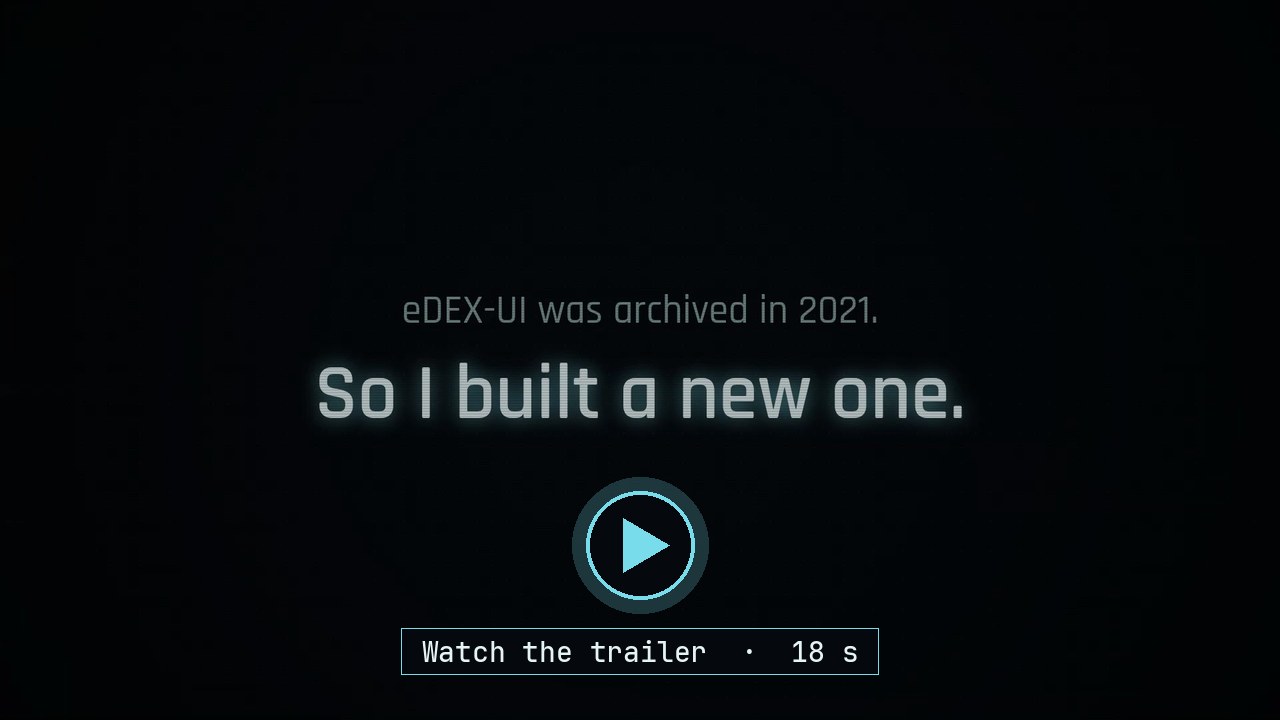 eDEX-UI was archived in 2021.
So I built a new one.
Watch the trailer · 18 s